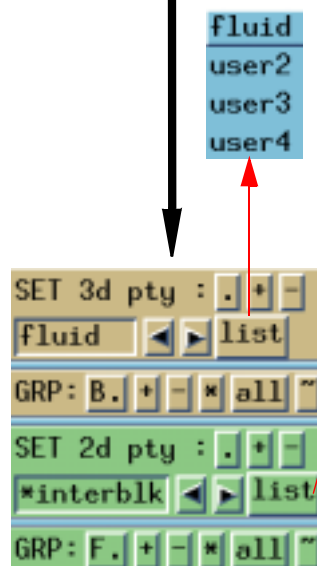 fluid
user2
user3
user4
SET 3d pty : . + -
fluid ◀ ▶ list
GRP: B. + - * all ~
SET 2d pty : . + -
*interblk ◀ ▶ list
GRP: F. + - * all ~